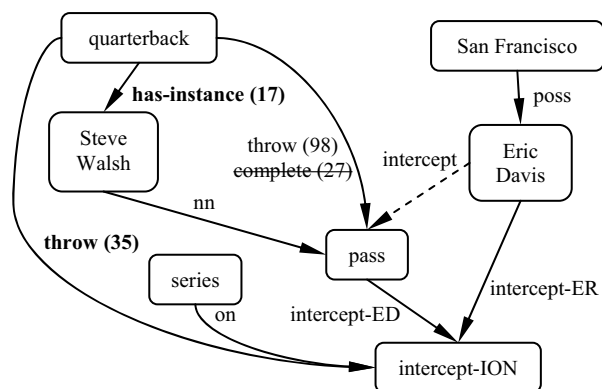 quarterback
San Francisco
has-instance (17)
poss
Steve
Walsh
throw (98)
complete (27)
intercept
Eric
Davis
nn
throw (35)
series
pass
on
intercept-ED
intercept-ER
intercept-ION